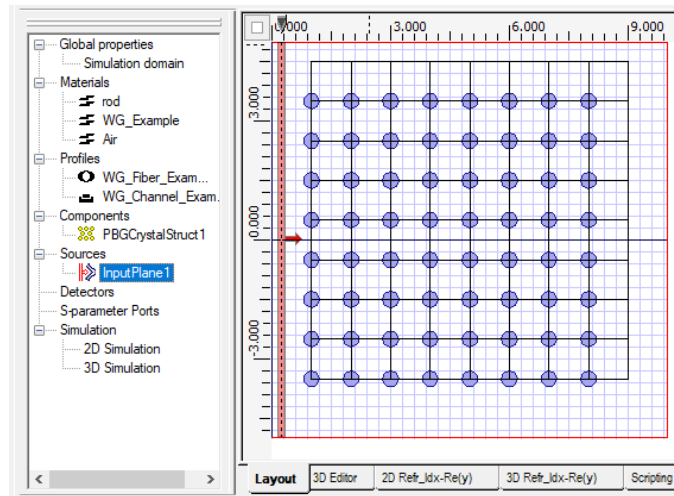 Global properties
Simulation domain
Materials
rod
WG_Example
Air
Profiles
WG_Fiber_Exam...
WG_Channel_Exam.
Components
PBGCrystalStruct1
Sources
InputPlane1
Detectors
S-parameter Ports
Simulation
2D Simulation
3D Simulation
0.000 3.000 6.000 9.000
3.000
0.000
-3.000
Layout 3D Editor 2D Refr_Idx-Re(y) 3D Refr_Idx-Re(y) Scripting